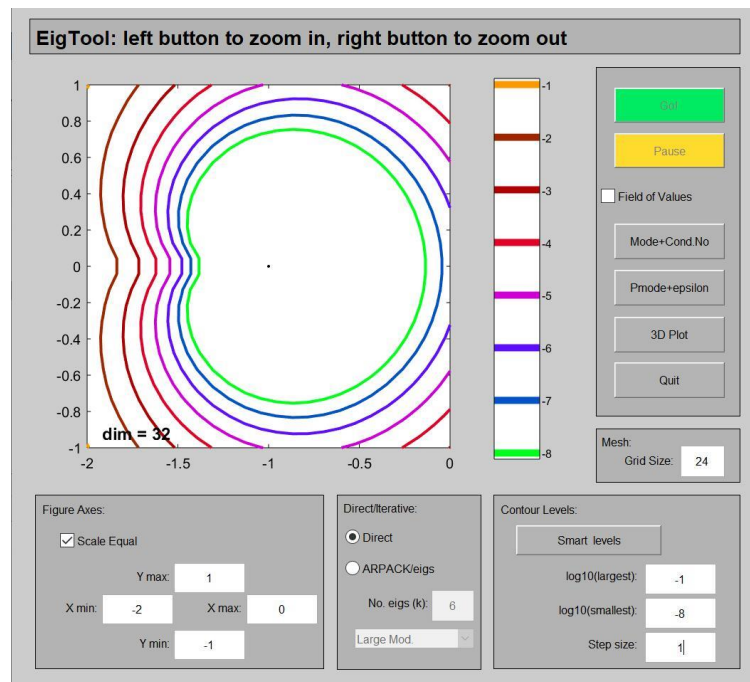 EigTool: left button to zoom in, right button to zoom out
1
0.8
0.6
0.4
0.2
0
-0.2
-0.4
-0.6
-0.8
-1
dim = 32
-2 -1.5 -1 -0.5 0
-1
-2
-3
-4
-5
-6
-7
-8
Go!
Pause
Field of Values
Mode+Cond.No
Pmode+epsilon
3D Plot
Quit
Mesh:
Grid Size: 24
Figure Axes:
Scale Equal
Y max: 1
X min: -2 X max: 0
Y min: -1
Direct/Iterative:
Direct
ARPACK/eigs
No. eigs (k): 6
Large Mod.
Contour Levels:
Smart levels
log10(largest): -1
log10(smallest): -8
Step size: 1